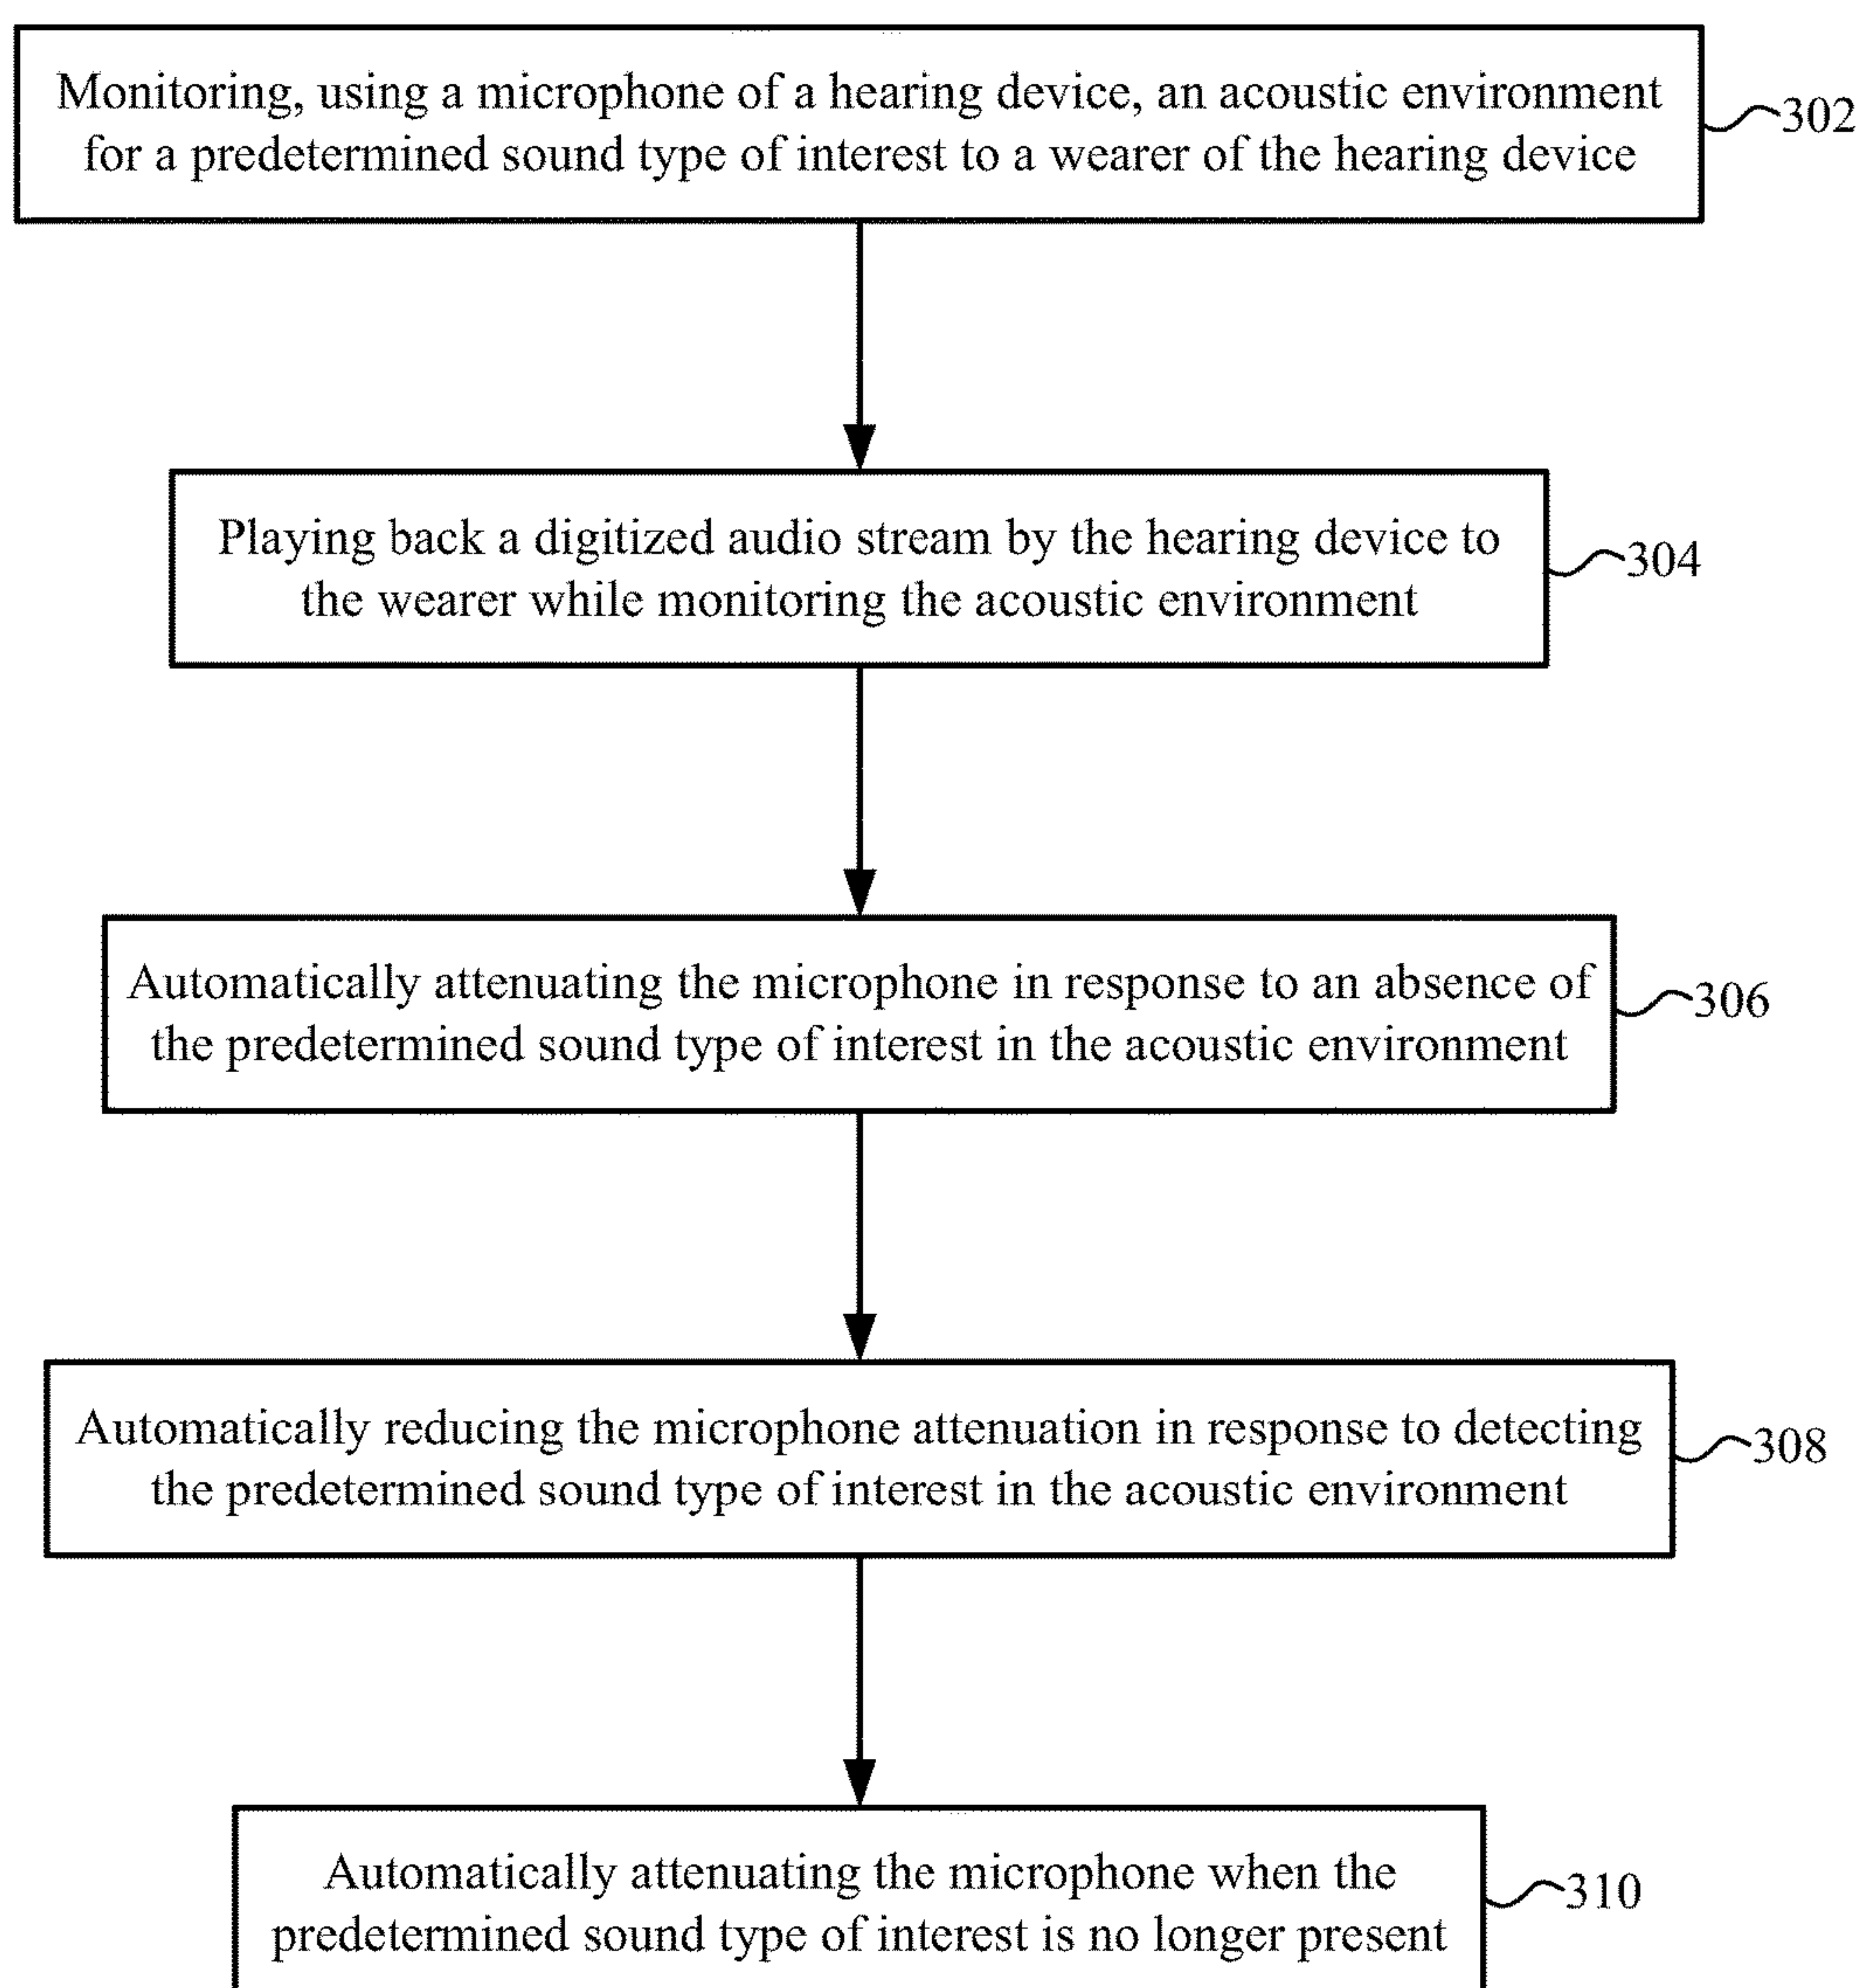 Monitoring, using a microphone of a hearing device, an acoustic environment
for a predetermined sound type of interest to a wearer of the hearing device
302
Playing back a digitized audio stream by the hearing device to
the wearer while monitoring the acoustic environment
304
Automatically attenuating the microphone in response to an absence of
the predetermined sound type of interest in the acoustic environment
306
Automatically reducing the microphone attenuation in response to detecting
the predetermined sound type of interest in the acoustic environment
308
Automatically attenuating the microphone when the
predetermined sound type of interest is no longer present
310